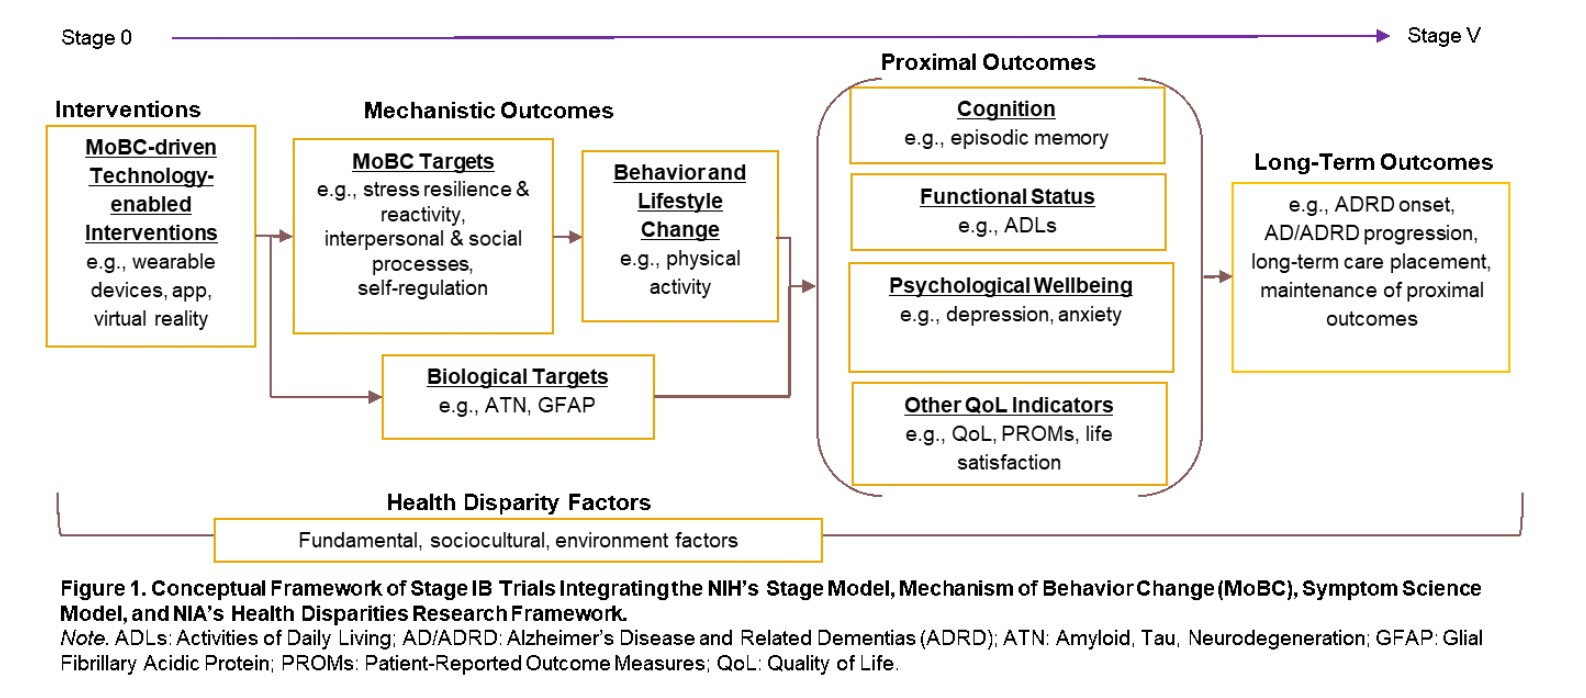 Stage 0
Stage V
Interventions
MoBC-driven
Technology-
enabled
Interventions
e.g., wearable
devices, app,
virtual reality
Mechanistic Outcomes
MoBC Targets
e.g., stress resilience &
reactivity,
interpersonal & social
processes,
self-regulation
Behavior and
Lifestyle
Change
e.g., physical
activity
Biological Targets
e.g., ATN, GFAP
Proximal Outcomes
Cognition
e.g., episodic memory
Functional Status
e.g., ADLs
Psychological Wellbeing
e.g., depression, anxiety
Other QoL Indicators
e.g., QoL, PROMs, life
satisfaction
Long-Term Outcomes
e.g., ADRD onset,
AD/ADRD progression,
long-term care placement,
maintenance of proximal
outcomes
Health Disparity Factors
Fundamental, sociocultural, environment factors
Figure 1. Conceptual Framework of Stage IB Trials Integrating the NIH's Stage Model, Mechanism of Behavior Change (MoBC), Symptom Science
Model, and NIA's Health Disparities Research Framework.
Note. ADLs: Activities of Daily Living; AD/ADRD: Alzheimer's Disease and Related Dementias (ADRD); ATN: Amyloid, Tau, Neurodegeneration; GFAP: Glial
Fibrillary Acidic Protein; PROMs: Patient-Reported Outcome Measures; QoL: Quality of Life.